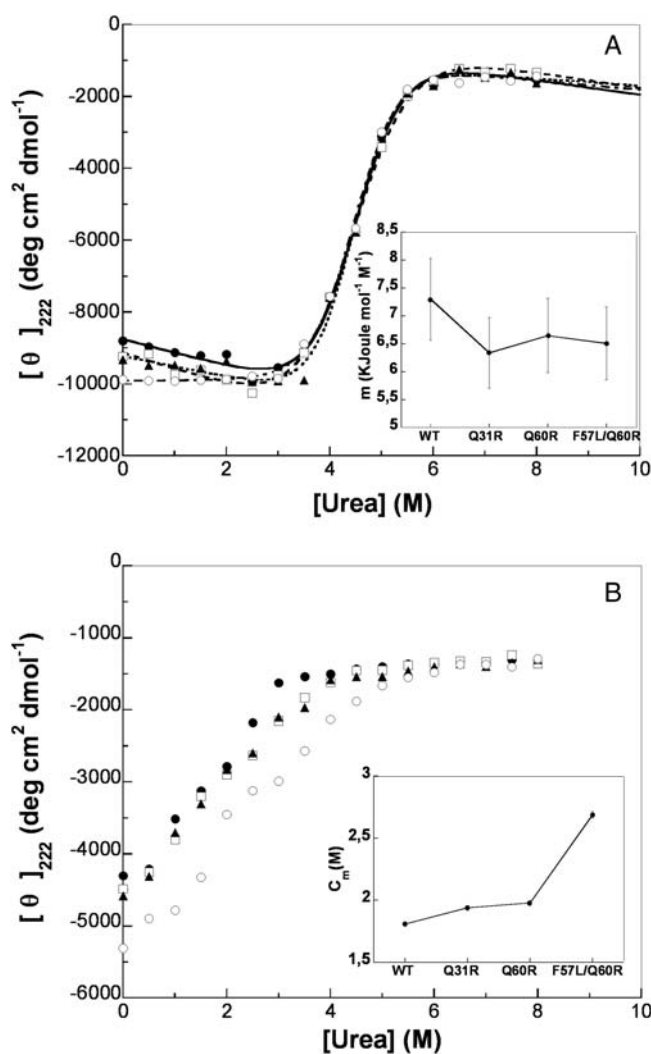 A
0
-2000
-4000
-6000
-8000
-10000
-12000
[θ]222 (deg cm2 dmol-1)
0 2 4 6 8 10
[Urea] (M)
8,5
8
7,5
7
6,5
6
5,5
5
m (KJoule mol-1 M-1)
WT Q31R Q60R F57L/Q60R
B
0
-1000
-2000
-3000
-4000
-5000
-6000
[θ]222 (deg cm2 dmol-1)
0 2 4 6 8 10
[Urea] (M)
3
2,5
2
1,5
Cm(M)
WT Q31R Q60R F57L/Q60R